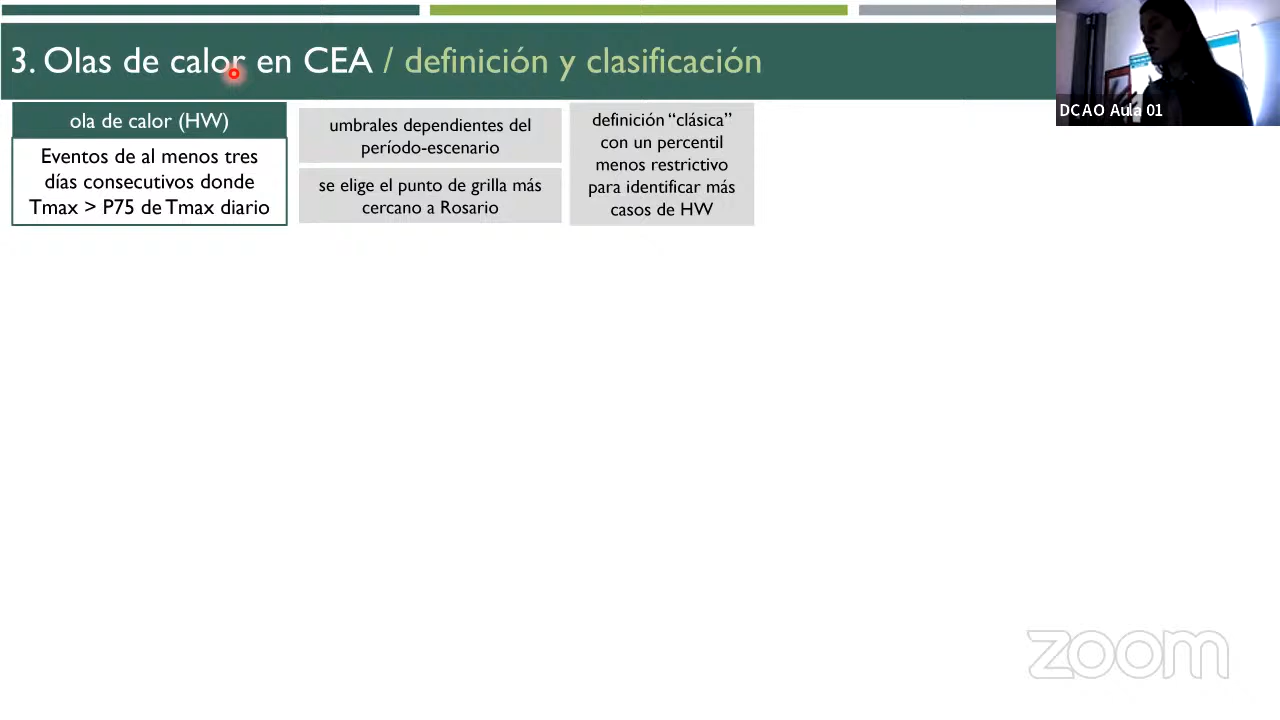 3. Olas de calor en CEA / definición y clasificación
DCAO Aula 01
ola de calor (HW)
Eventos de al menos tres
días consecutivos donde
Tmax > P75 de Tmax diario
umbrales dependientes del
período-escenario
se elige el punto de grilla más
cercano a Rosario
definición “clásica”
con un percentil
menos restrictivo
para identificar más
casos de HW
zoom